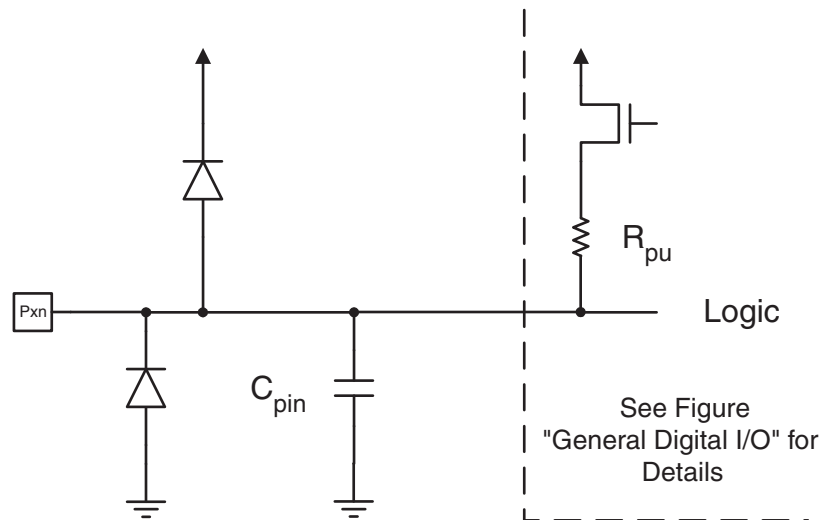 R_pu
Pxn
Logic
C_pin
See Figure
"General Digital I/O" for
Details